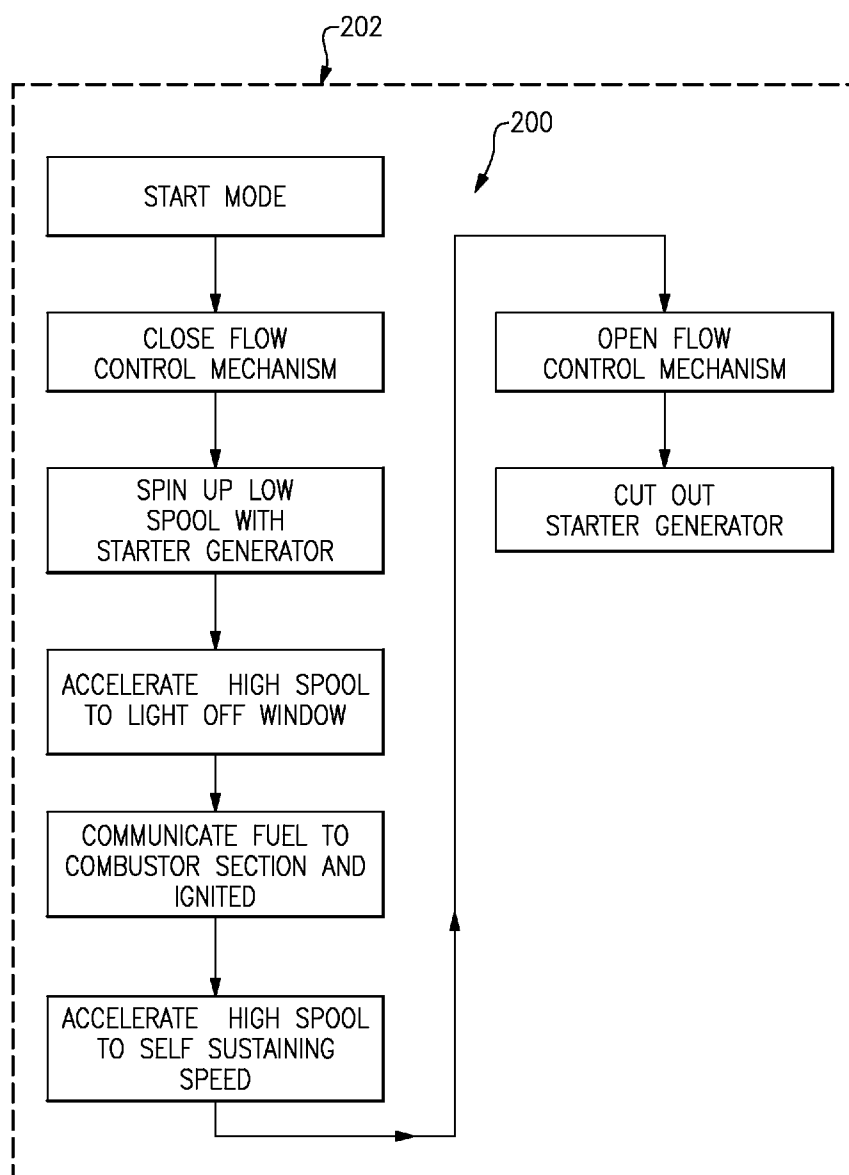 202
200
START MODE
CLOSE FLOW
CONTROL MECHANISM
SPIN UP LOW
SPOOL WITH
STARTER GENERATOR
ACCELERATE HIGH SPOOL
TO LIGHT OFF WINDOW
COMMUNICATE FUEL TO
COMBUSTOR SECTION AND
IGNITED
ACCELERATE HIGH SPOOL
TO SELF SUSTAINING
SPEED
OPEN FLOW
CONTROL MECHANISM
CUT OUT
STARTER GENERATOR